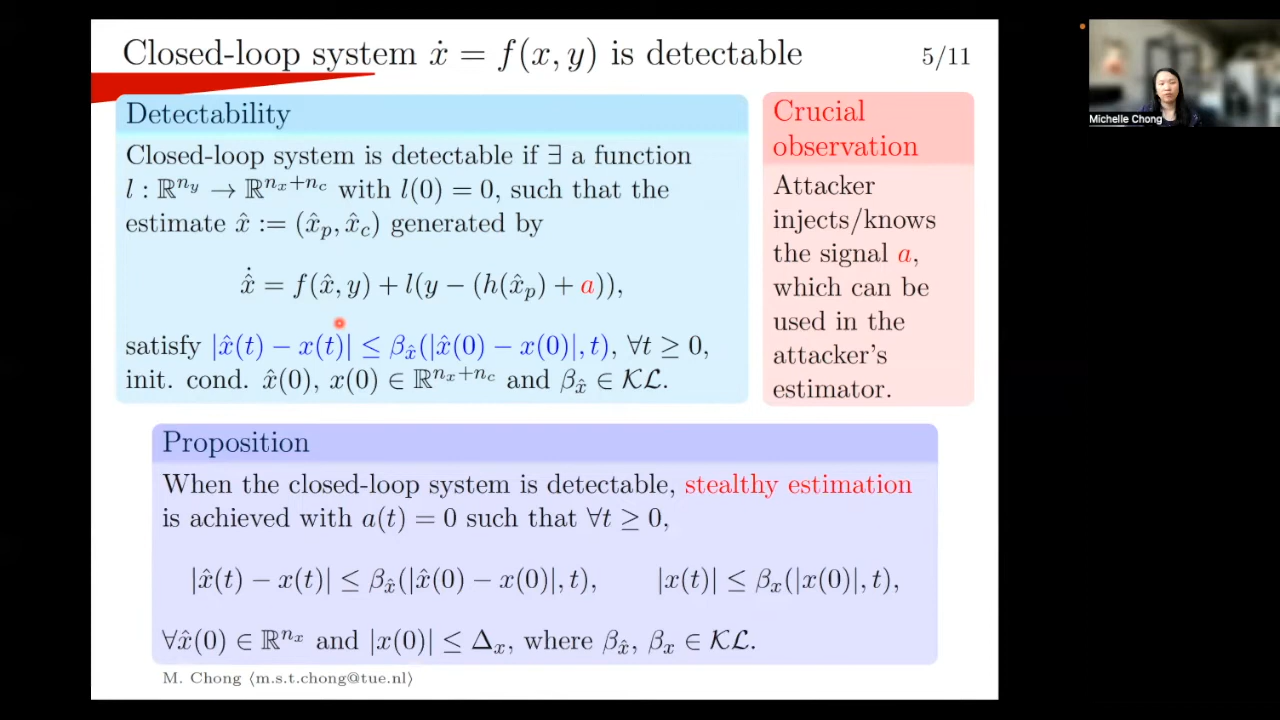 Closed-loop system ẋ = f(x, y) is detectable
5/11
Detectability
Closed-loop system is detectable if ∃ a function
l : ℝ^{n_y} → ℝ^{n_x+n_c} with l(0) = 0, such that the
estimate x̂ := (x̂_p, x̂_c) generated by
x̂̇ = f(x̂, y) + l(y − (h(x̂_p) + a)),
satisfy |x̂(t) − x(t)| ≤ β_x̂(|x̂(0) − x(0)|, t), ∀t ≥ 0,
init. cond. x̂(0), x(0) ∈ ℝ^{n_x+n_c} and β_x̂ ∈ 𝒦ℒ.
Crucial
observation
Attacker
injects/knows
the signal a,
which can be
used in the
attacker's
estimator.
Proposition
When the closed-loop system is detectable, stealthy estimation
is achieved with a(t) = 0 such that ∀t ≥ 0,
|x̂(t) − x(t)| ≤ β_x̂(|x̂(0) − x(0)|, t), |x(t)| ≤ β_x(|x(0)|, t),
∀x̂(0) ∈ ℝ^{n_x} and |x(0)| ≤ Δ_x, where β_x̂, β_x ∈ 𝒦ℒ.
M. Chong ⟨m.s.t.chong@tue.nl⟩
Michelle Chong